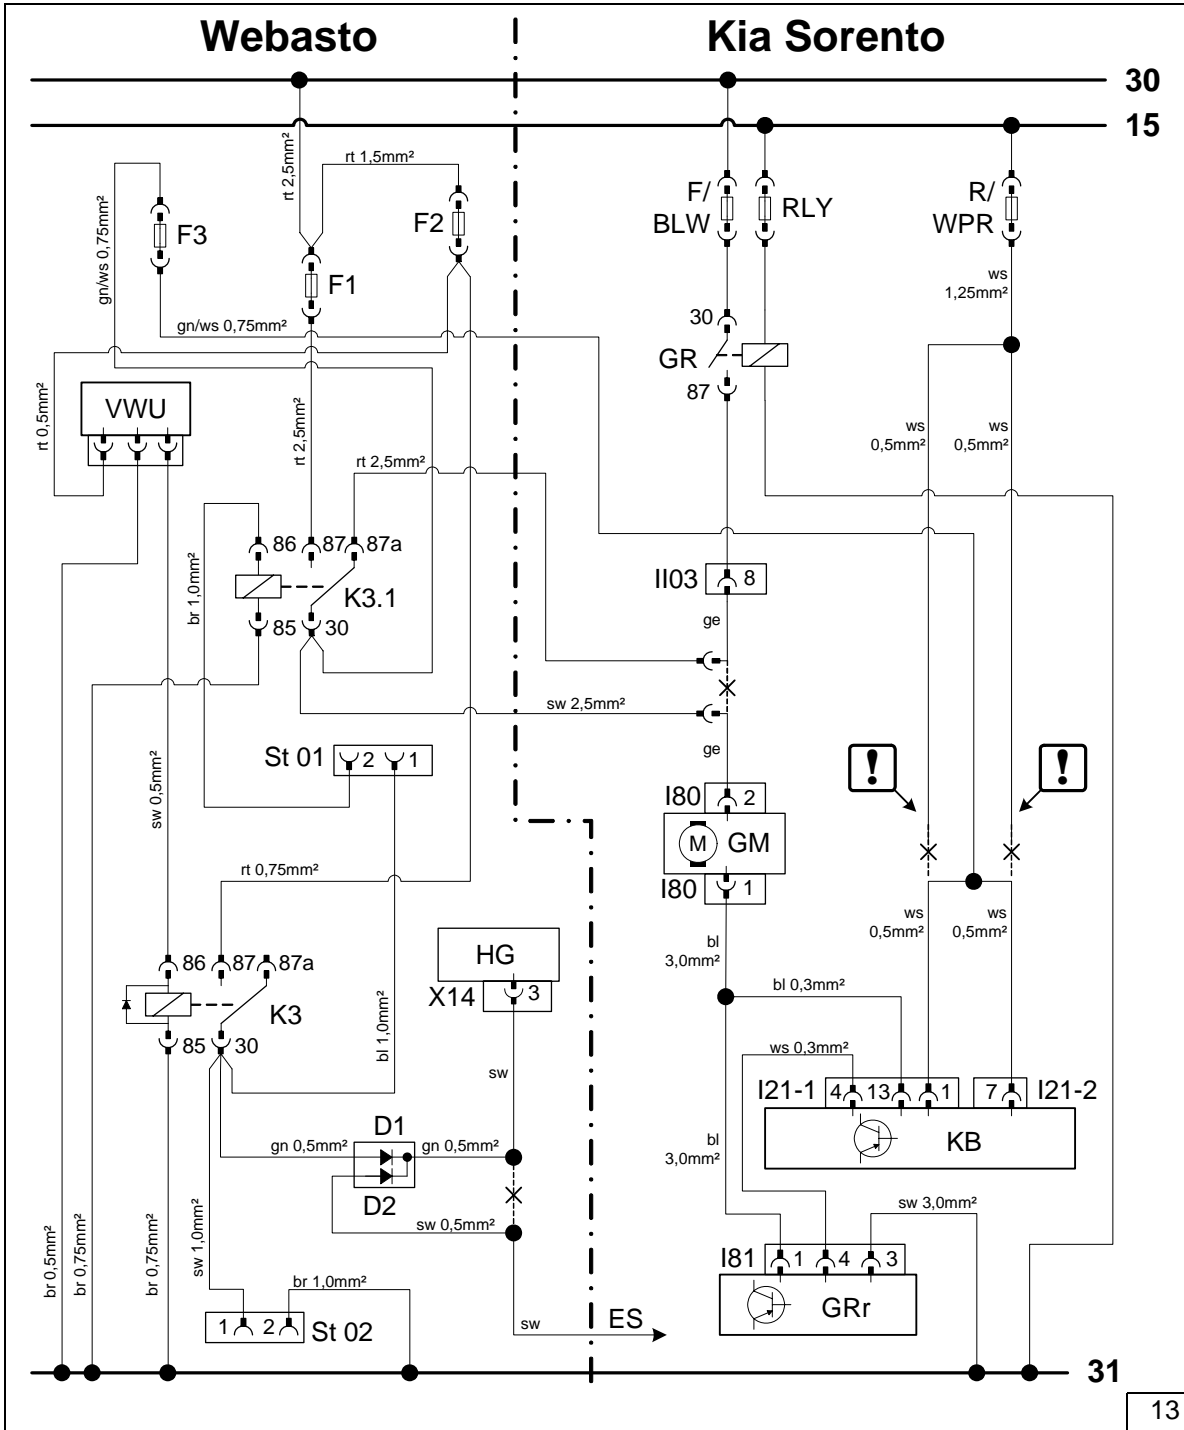 Webasto
Kia Sorento
30
15
rt 2,5mm²
rt 1,5mm²
gn/ws 0,75mm²
F3
F2
F1
F/
BLW
RLY
R/
WPR
ws
1,25mm²
gn/ws 0,75mm²
30
GR
87
VWU
rt 0,5mm²
rt 2,5mm²
rt 2,5mm²
ws
0,5mm²
ws
0,5mm²
86
87
87a
br 1,0mm²
K3.1
85
30
II03
8
ge
sw 2,5mm²
ge
St 01
2
1
!
!
sw 0,5mm²
I80
2
M
GM
I80
1
rt 0,75mm²
ws
0,5mm²
ws
0,5mm²
bl
3,0mm²
HG
X14
3
86
87
87a
K3
85
30
bl 1,0mm²
bl 0,3mm²
ws 0,3mm²
sw
I21-1
4
13
1
7
I21-2
KB
D1
gn 0,5mm²
gn 0,5mm²
D2
sw 0,5mm²
bl
3,0mm²
sw 3,0mm²
br 0,5mm²
br 0,75mm²
br 0,75mm²
sw 1,0mm²
I81
1
4
3
GRr
br 1,0mm²
1
2
St 02
sw
ES
31
13